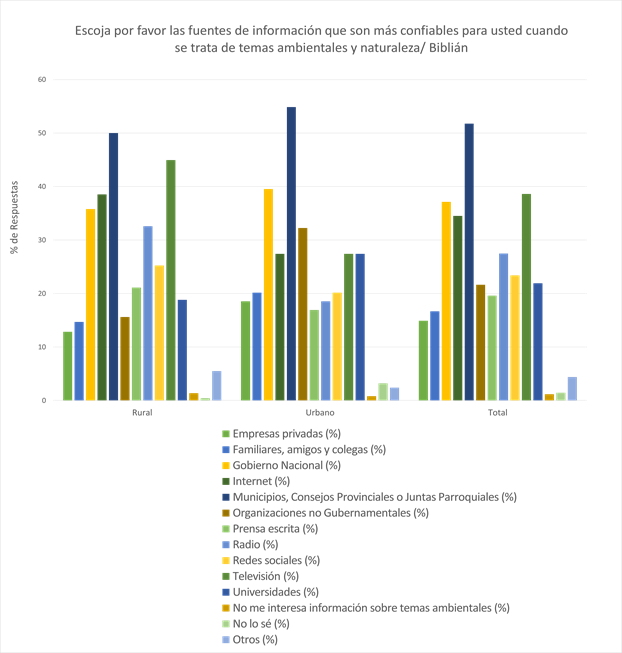 Escoja por favor las fuentes de información que son más confiables para usted cuando
se trata de temas ambientales y naturaleza/ Biblián
% de Respuestas
60
50
40
30
20
10
0
Rural
Urbano
Total
Empresas privadas (%)
Familiares, amigos y colegas (%)
Gobierno Nacional (%)
Internet (%)
Municipios, Consejos Provinciales o Juntas Parroquiales (%)
Organizaciones no Gubernamentales (%)
Prensa escrita (%)
Radio (%)
Redes sociales (%)
Televisión (%)
Universidades (%)
No me interesa información sobre temas ambientales (%)
No lo sé (%)
Otros (%)